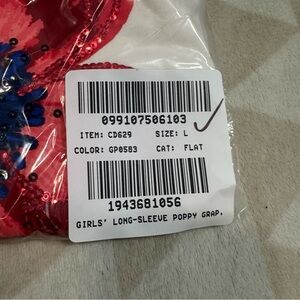 099107506103
ITEM: CD629 SIZE: L
COLOR: GP0583 CAT: FLAT
1943681056
GIRLS' LONG-SLEEVE POPPY GRAP.